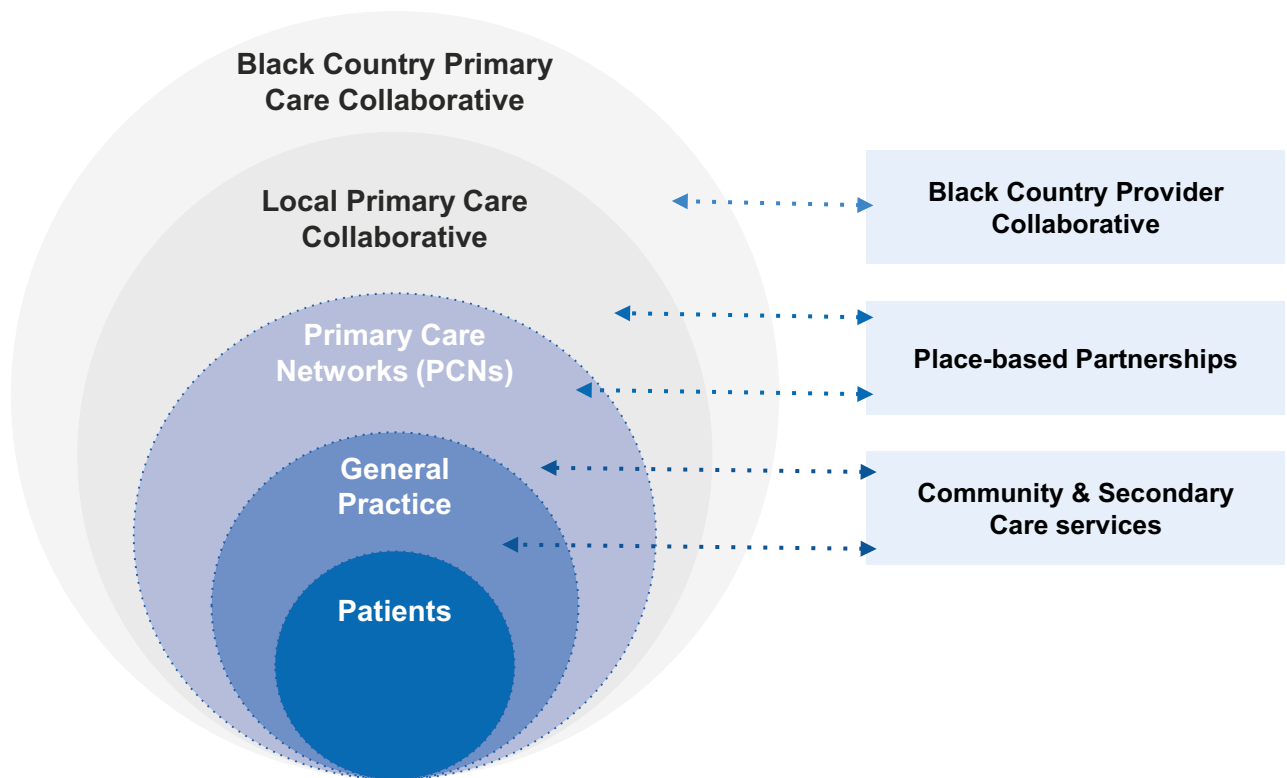 Black Country Primary
Care Collaborative
Local Primary Care
Collaborative
Primary Care
Networks (PCNs)
General
Practice
Patients
Black Country Provider
Collaborative
Place-based Partnerships
Community & Secondary
Care services